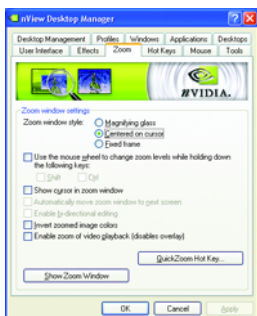 nView Desktop Manager
Desktop Management Profiles Windows Applications Desktops
User Interface Effects Zoom Hot Keys Mouse Tools
NVIDIA.
Zoom window settings
Zoom window style:
Magnifying glass
Centered on cursor
Fixed frame
Use the mouse wheel to change zoom levels while holding down
the following keys:
Shift Ctrl
Show cursor in zoom window
Automatically move zoom window to next screen
Enable bi-directional editing
Invert zoomed image colors
Enable zoom of video playback (disables overlay)
QuickZoom Hot Key...
Show Zoom Window
OK Cancel Apply